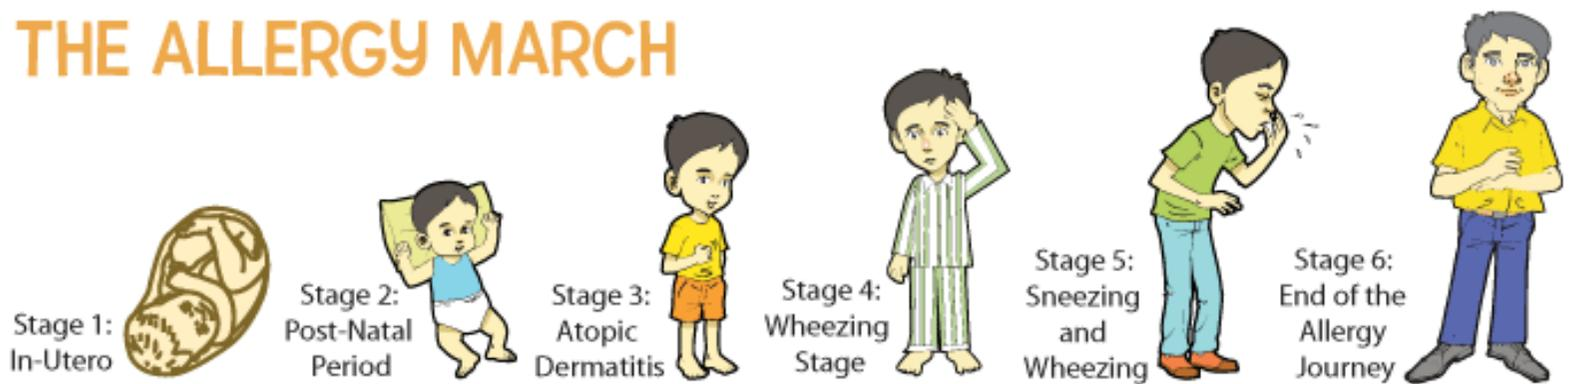 THE ALLERGY MARCH
Stage 1:
In-Utero
Stage 2:
Post-Natal
Period
Stage 3:
Atopic
Dermatitis
Stage 4:
Wheezing
Stage
Stage 5:
Sneezing
and
Wheezing
Stage 6:
End of the
Allergy
Journey